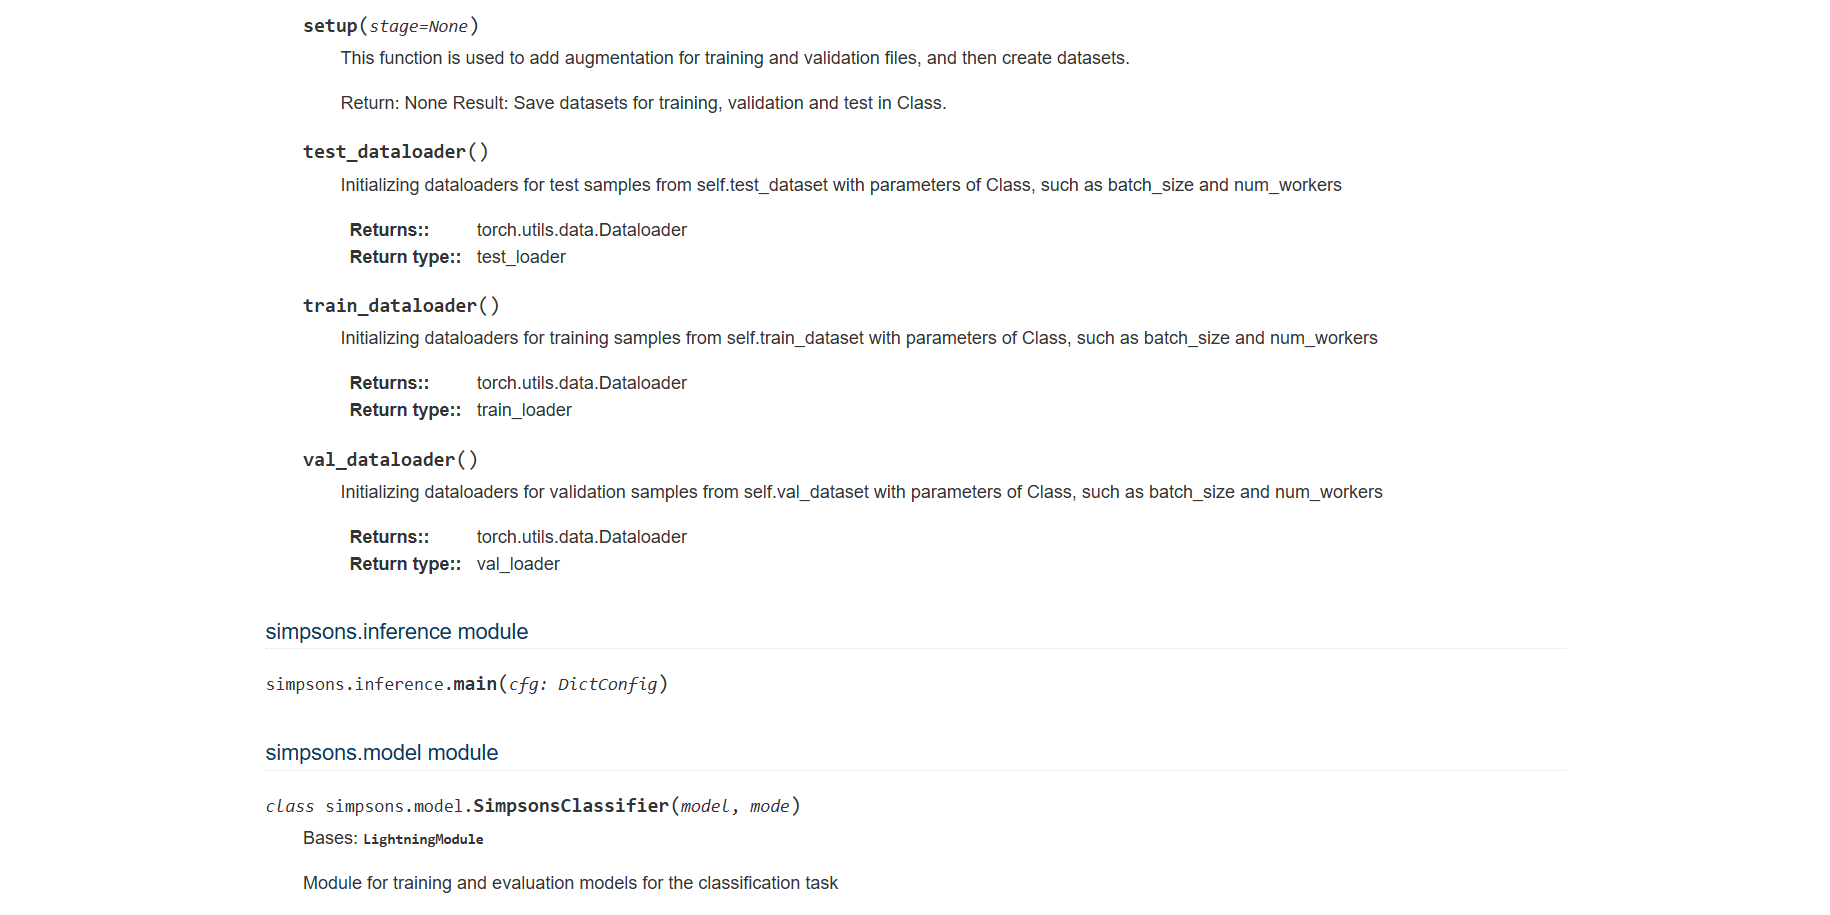 setup(stage=None)
This function is used to add augmentation for training and validation files, and then create datasets.
Return: None Result: Save datasets for training, validation and test in Class.
test_dataloader()
Initializing dataloaders for test samples from self.test_dataset with parameters of Class, such as batch_size and num_workers
Returns:: torch.utils.data.Dataloader
Return type:: test_loader
train_dataloader()
Initializing dataloaders for training samples from self.train_dataset with parameters of Class, such as batch_size and num_workers
Returns:: torch.utils.data.Dataloader
Return type:: train_loader
val_dataloader()
Initializing dataloaders for validation samples from self.val_dataset with parameters of Class, such as batch_size and num_workers
Returns:: torch.utils.data.Dataloader
Return type:: val_loader
simpsons.inference module
simpsons.inference.main(cfg: DictConfig)
simpsons.model module
class simpsons.model.SimpsonsClassifier(model, mode)
Bases: LightningModule
Module for training and evaluation models for the classification task